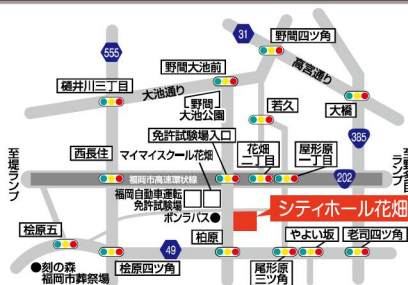 31
野間四ツ角
555
高宮通り
野間大池前
樋井川三丁目
大池通り
野間
大池公園
若久
大橋
免許試験場入口
385
至堤ランプ
西長住
マイマイスクール花畑
花畑
二丁目
屋形原
一丁目
福岡市高速環状線
202
福岡自動車運転
免許試験場
ボンラパス
シティホール花畑
桧原五
柏原
やよい坂
老司四ツ角
49
刻の森
福岡市葬祭場
桧原四ツ角
尾形原
三ツ角